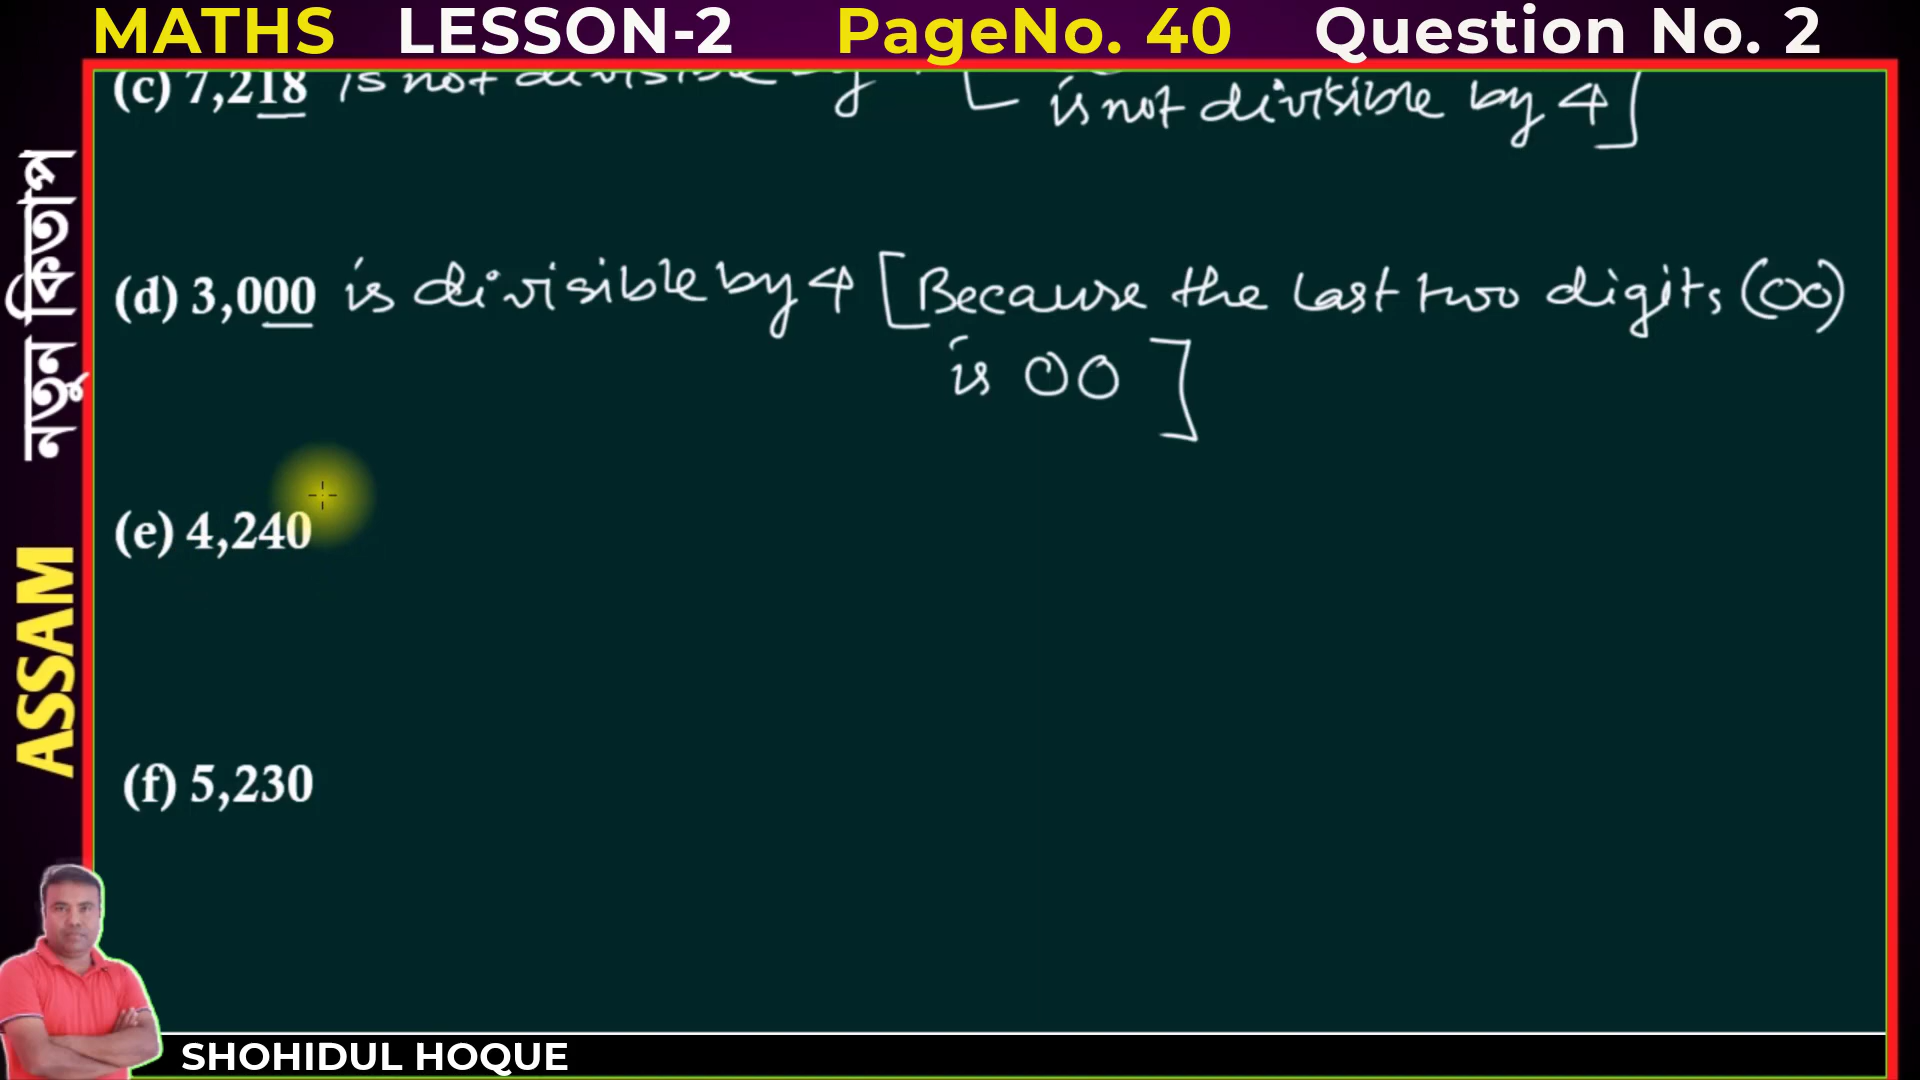 MATHS LESSON-2 PageNo. 40 Question No. 2
(c) 7,218 is not divisible by
is not divisible by 4]
(d) 3,000 is divisible by 4 [Because the last two digits (00)
is 00 ]
(e) 4,240
(f) 5,230
নতুন কিতাপ
ASSAM
SHOHIDUL HOQUE